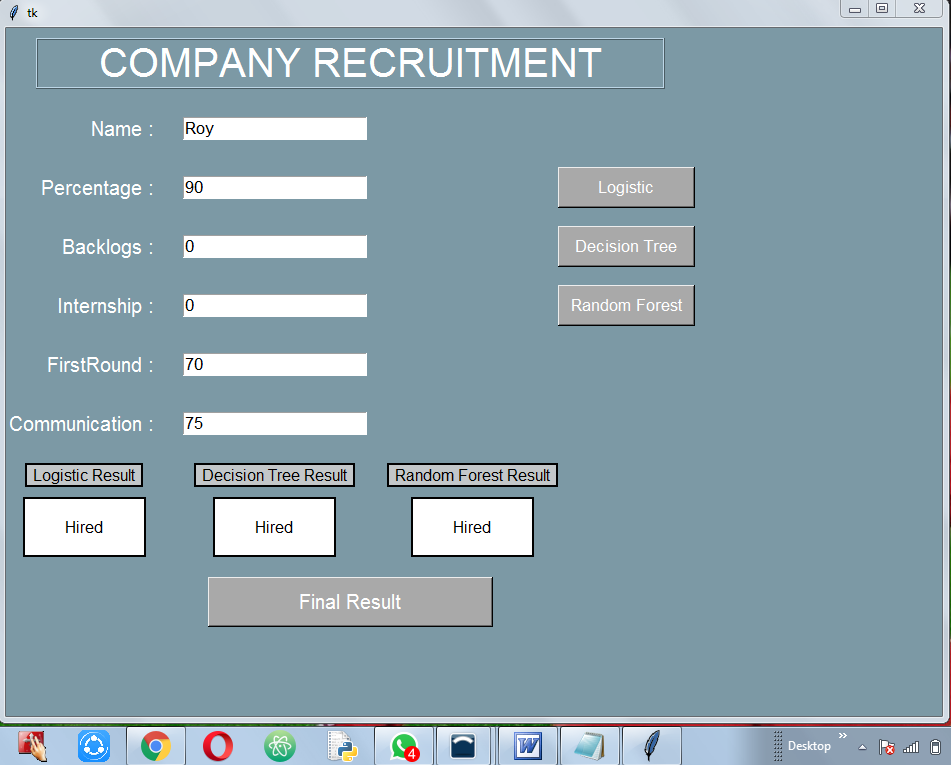 tk
COMPANY RECRUITMENT
Name :
Roy
Percentage :
90
Logistic
Backlogs :
0
Decision Tree
Internship :
0
Random Forest
FirstRound :
70
Communication :
75
Logistic Result
Decision Tree Result
Random Forest Result
Hired
Hired
Hired
Final Result
4
W
Desktop